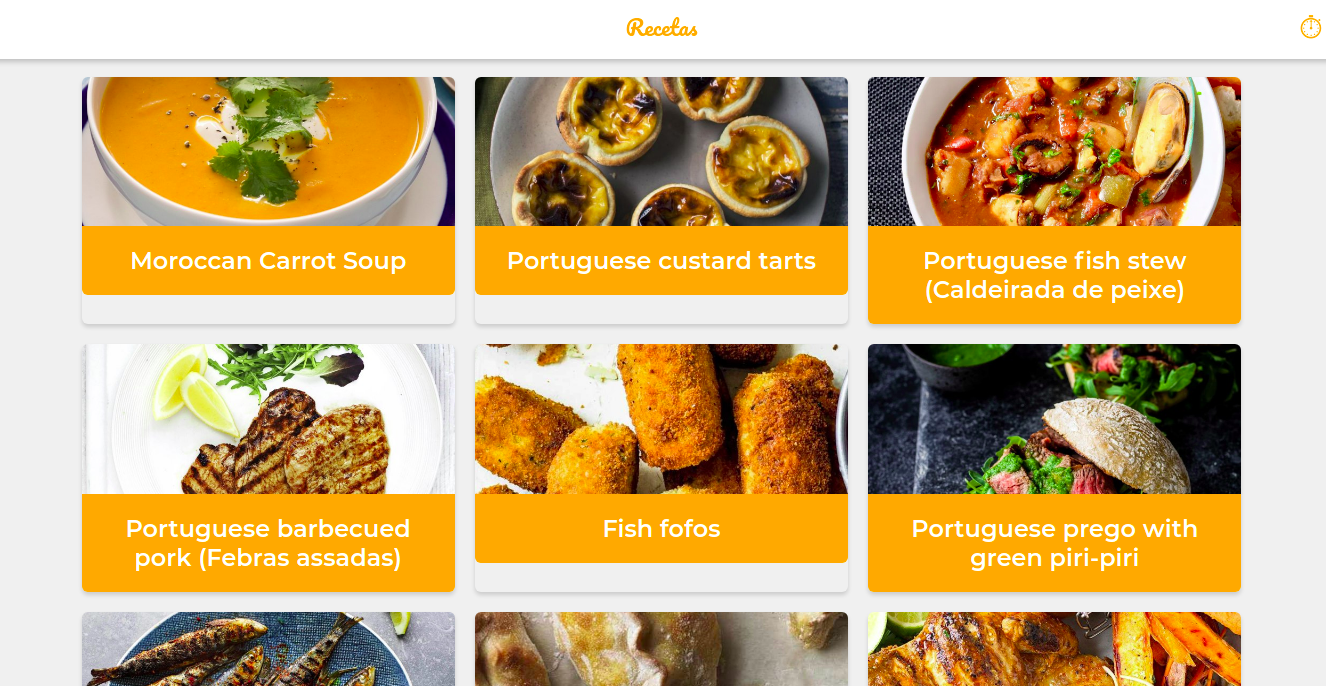 Recetas
Moroccan Carrot Soup
Portuguese custard tarts
Portuguese fish stew
(Caldeirada de peixe)
Portuguese barbecued
pork (Febras assadas)
Fish fofos
Portuguese prego with
green piri-piri